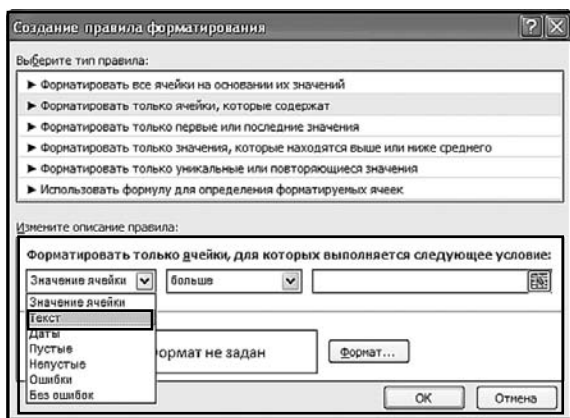 Создание правила форматирования
Выберите тип правила:
► Форматировать все ячейки на основании их значений
► Форматировать только ячейки, которые содержат
► Форматировать только первые или последние значения
► Форматировать только значения, которые находятся выше или ниже среднего
► Форматировать только уникальные или повторяющиеся значения
► Использовать формулу для определения форматируемых ячеек
Измените описание правила:
Форматировать только ячейки, для которых выполняется следующее условие:
Значение ячейки больше
Значение ячейки
Текст
Даты
Пустые
Непустые
Ошибки
Без ошибок
формат не задан Формат...
ОК Отмена